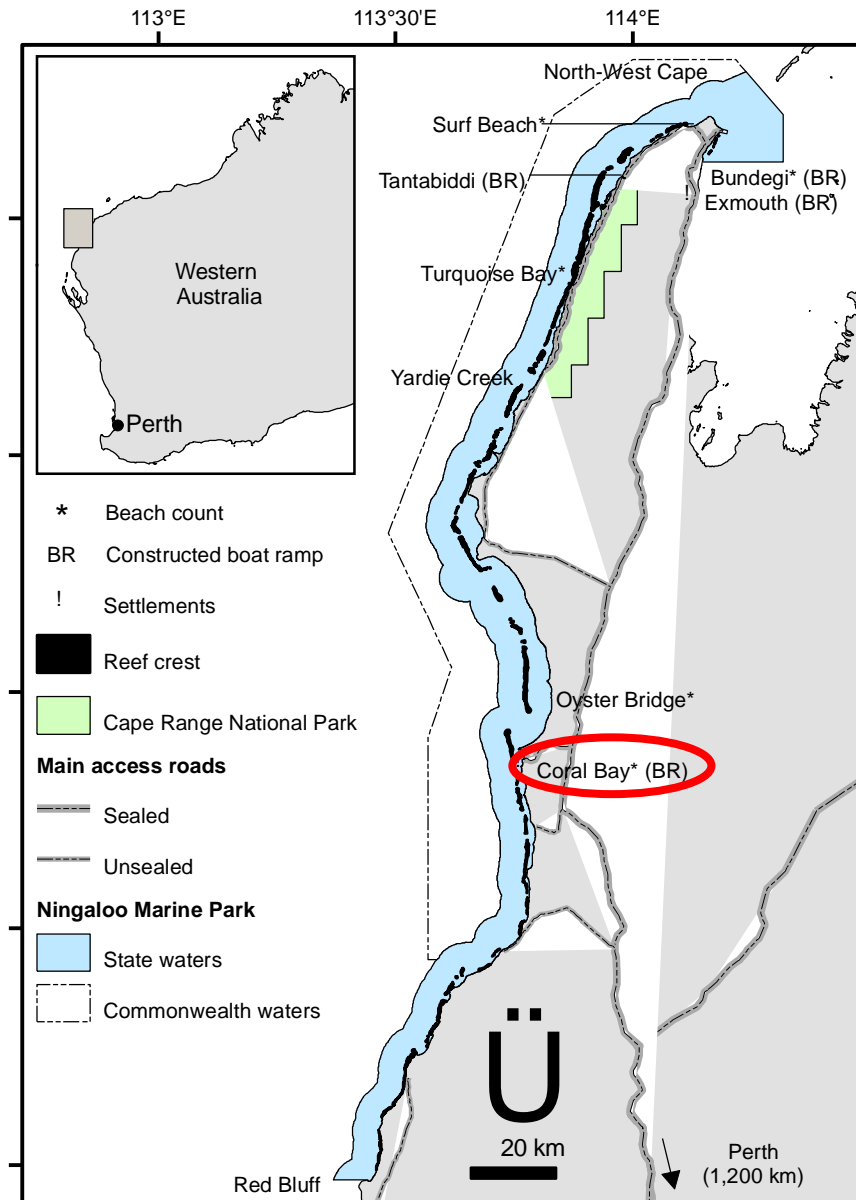 113°E
113°30'E
114°E
North-West Cape
Surf Beach*
Tantabiddi (BR)
Bundegi* (BR)
Exmouth (BR)
!
Western
Australia
Turquoise Bay*
Yardie Creek
Perth
* Beach count
BR Constructed boat ramp
! Settlements
Reef crest
Cape Range National Park
Oyster Bridge*
Coral Bay* (BR)
Main access roads
Sealed
Unsealed
Ningaloo Marine Park
State waters
Commonwealth waters
Ü
20 km
Perth
(1,200 km)
Red Bluff